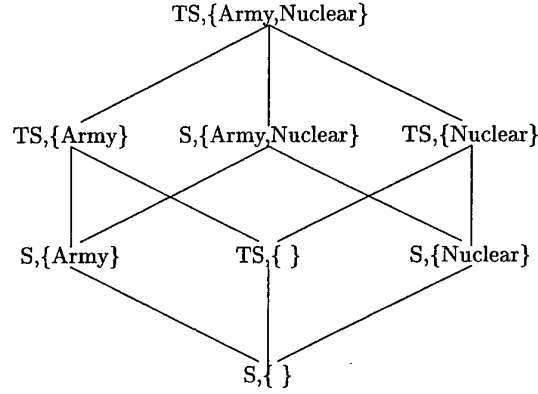 TS,{Army,Nuclear}
TS,{Army} S,{Army,Nuclear} TS,{Nuclear}
S,{Army} TS,{ } S,{Nuclear}
S,{ }